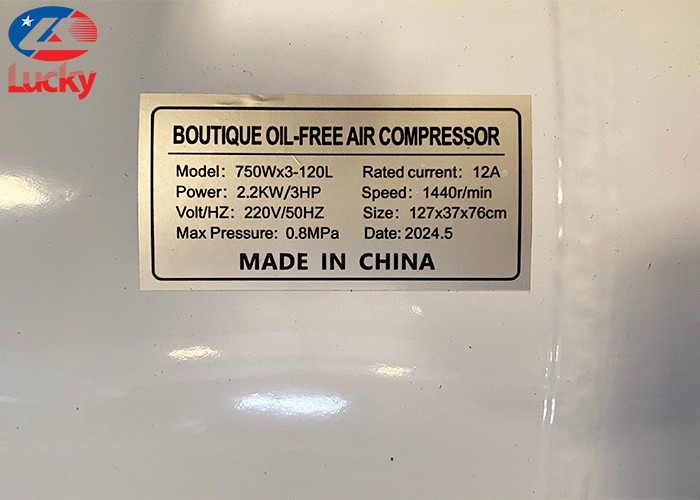 Lucky
BOUTIQUE OIL-FREE AIR COMPRESSOR
Model: 750Wx3-120L Rated current: 12A
Power: 2.2KW/3HP Speed: 1440r/min
Volt/HZ: 220V/50HZ Size: 127x37x76cm
Max Pressure: 0.8MPa Date: 2024.5
MADE IN CHINA